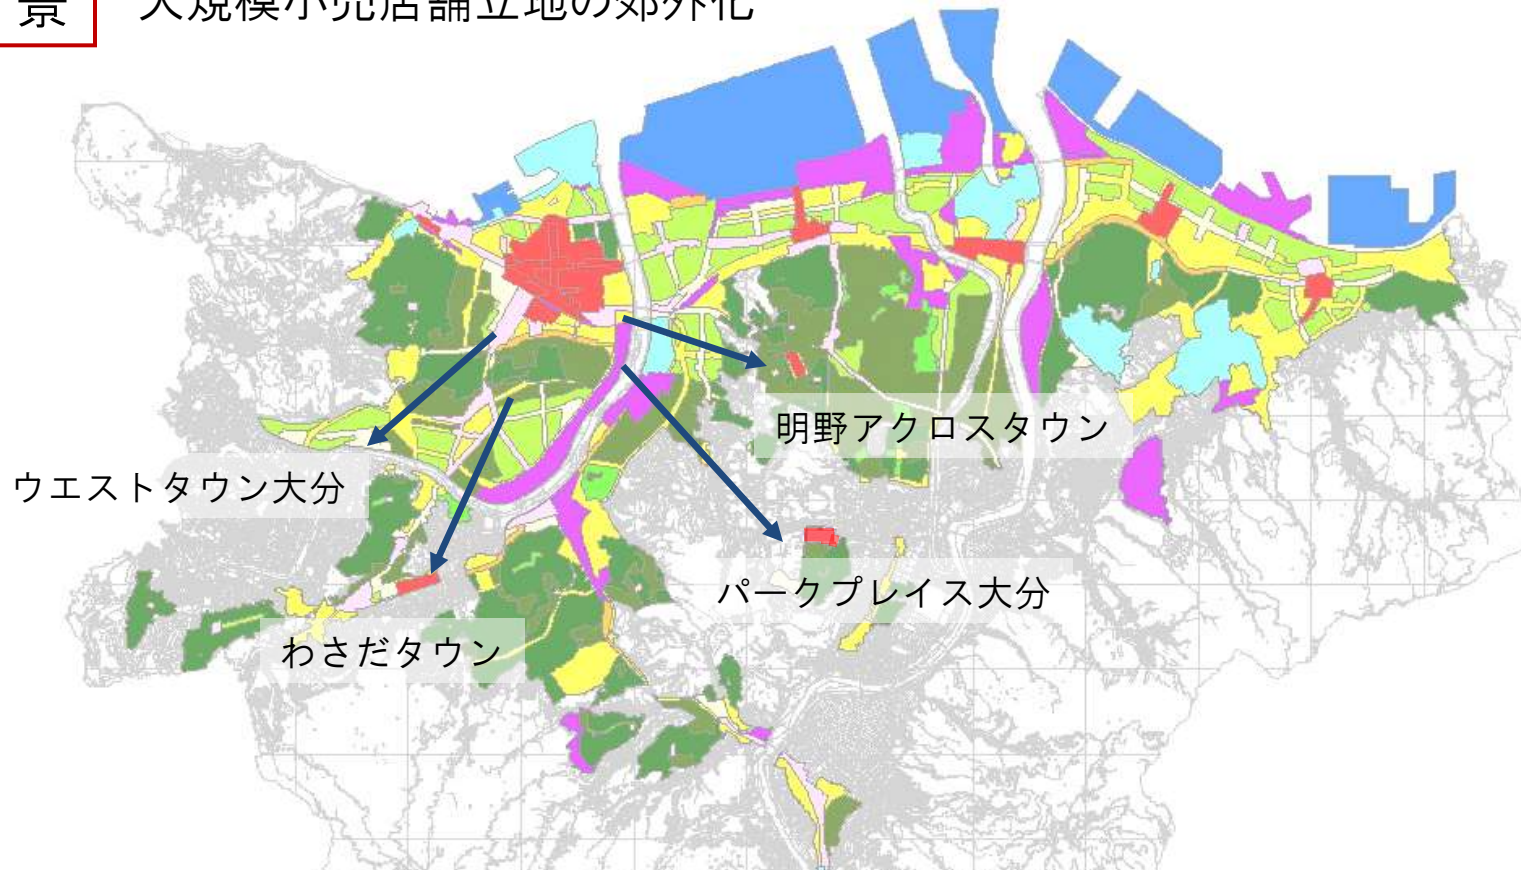 景 大規模小売店舗立地の郊外化
明野アクロスタウン
ウエストタウン大分
パークプレイス大分
わさだタウン